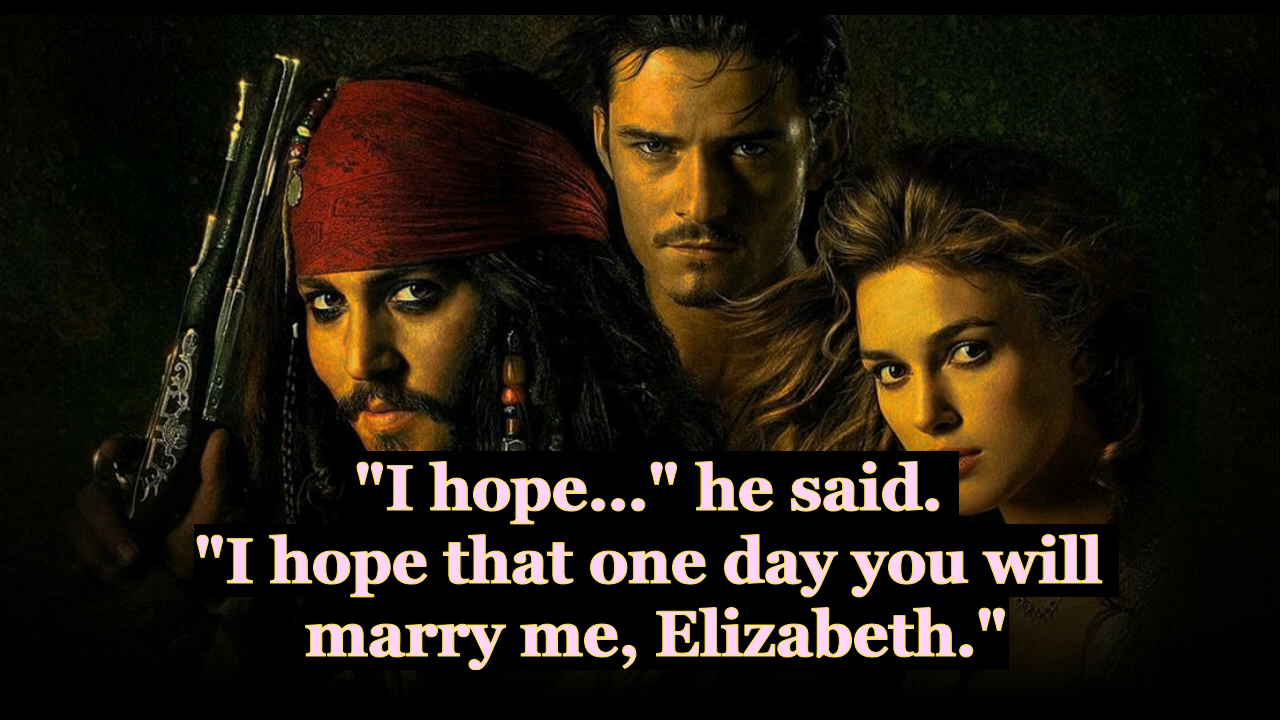 "I hope..." he said.
"I hope that one day you will
marry me, Elizabeth."